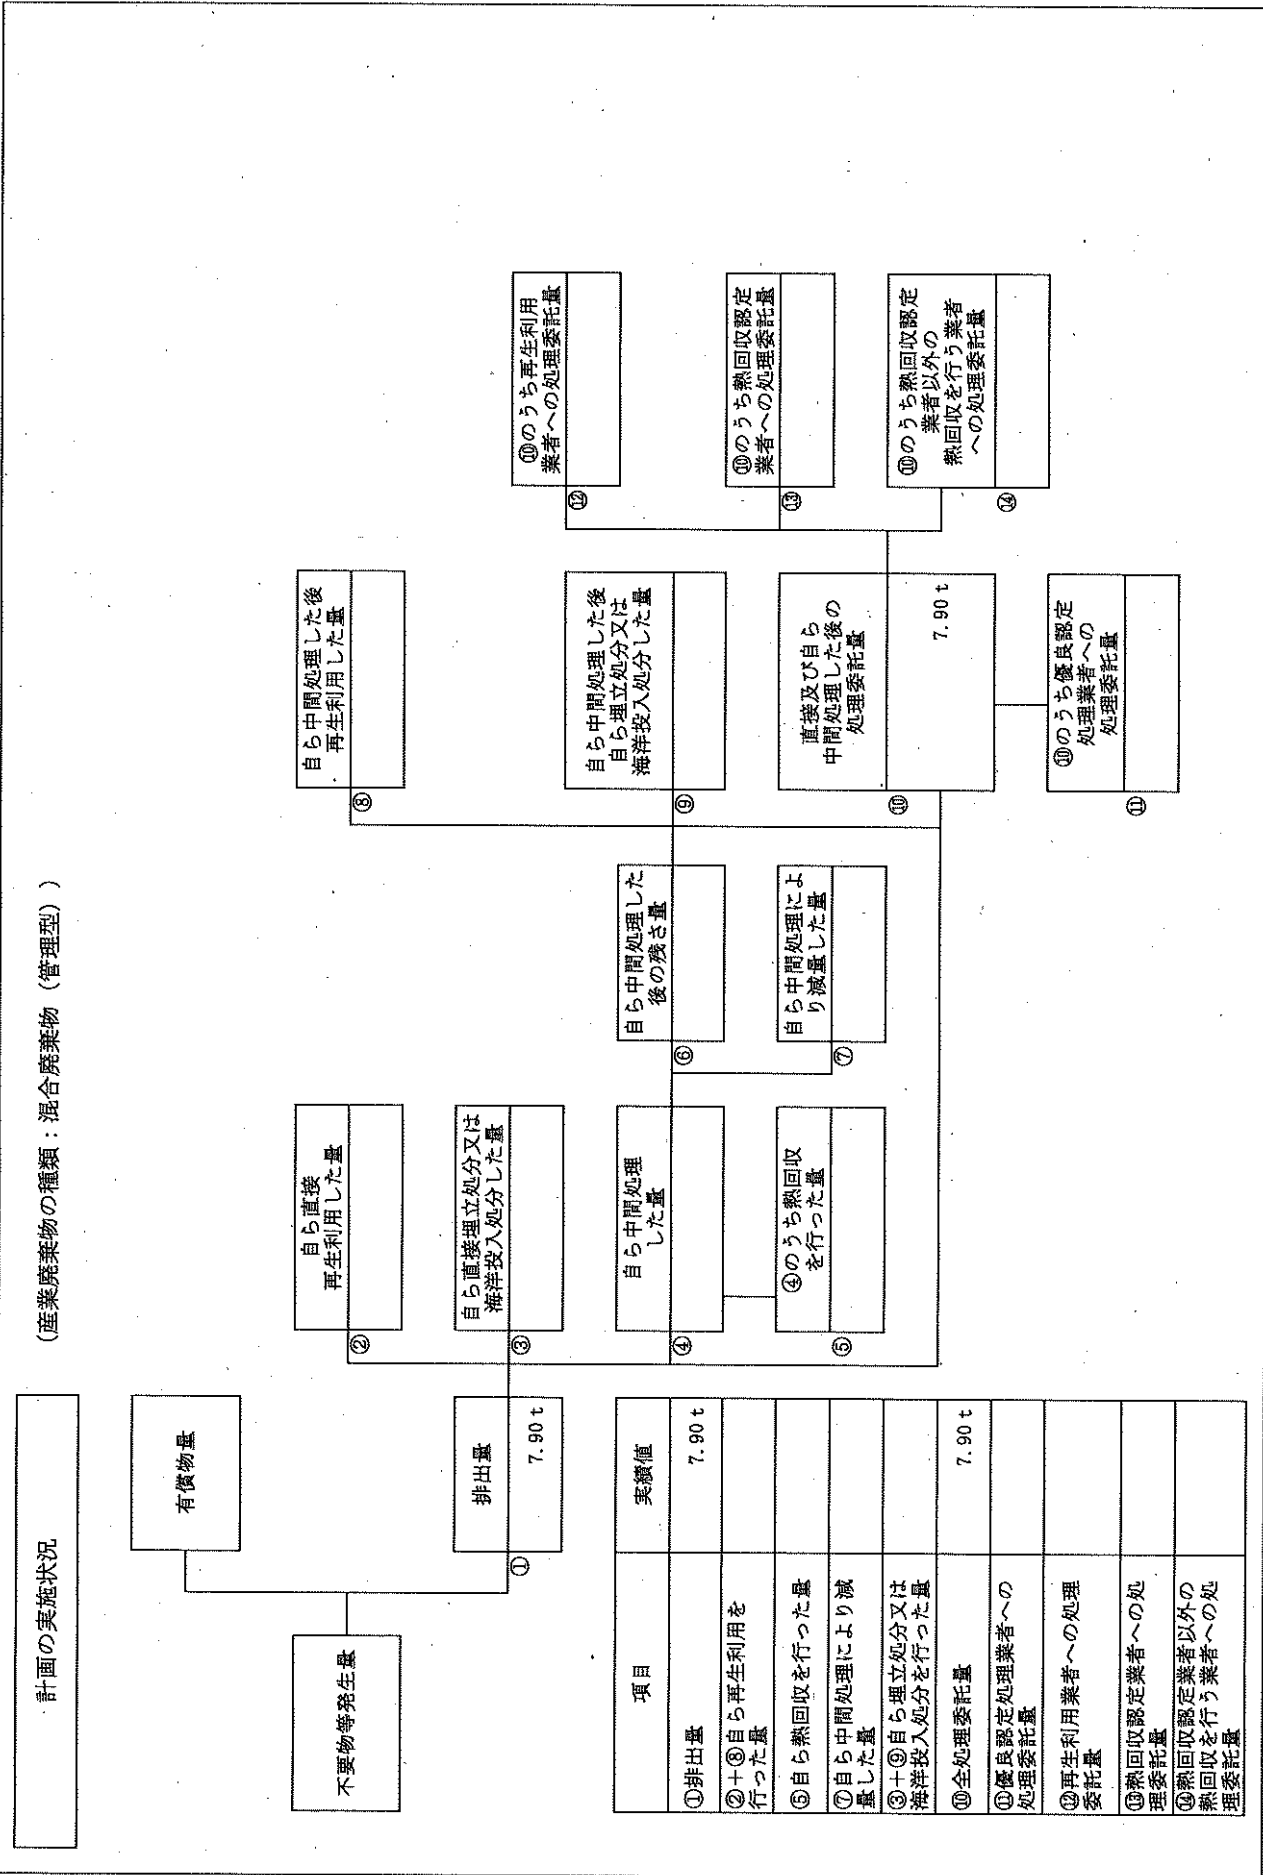 計画の実施状況
(産業廃棄物の種類：混合廃棄物（管理型）)
不要物等発生量
有償物量
排出量
① 7.90 t
自ら直接
再生利用した量
②
自ら直接埋立処分又は
海洋投入処分した量
③
自ら中間処理
した量
④
④のうち熱回収
を行った量
⑤
自ら中間処理した
後の残さ量
⑥
自ら中間処理によ
り減量した量
⑦
自ら中間処理した後
再生利用した量
⑧
自ら中間処理した後
自ら埋立処分又は
海洋投入処分した量
⑨
直接及び自ら
中間処理した後の
処理委託量
⑩ 7.90 t
⑩のうち優良認定
処理業者への
処理委託量
⑪
⑩のうち再生利用
業者への処理委託量
⑫
⑩のうち熱回収認定
業者への処理委託量
⑬
⑩のうち熱回収認定
業者以外の
熱回収を行う業者
への処理委託量
⑭
項目 実績値
①排出量 7.90 t
②＋⑧自ら再生利用を
行った量
⑤自ら熱回収を行った量
⑦自ら中間処理により減
量した量
③＋⑨自ら埋立処分又は
海洋投入処分を行った量
⑩全処理委託量 7.90 t
⑪優良認定処理業者への
処理委託量
⑫再生利用業者への処理
委託量
⑬熱回収認定業者への処
理委託量
⑭熱回収認定業者以外の
熱回収を行う業者への処
理委託量